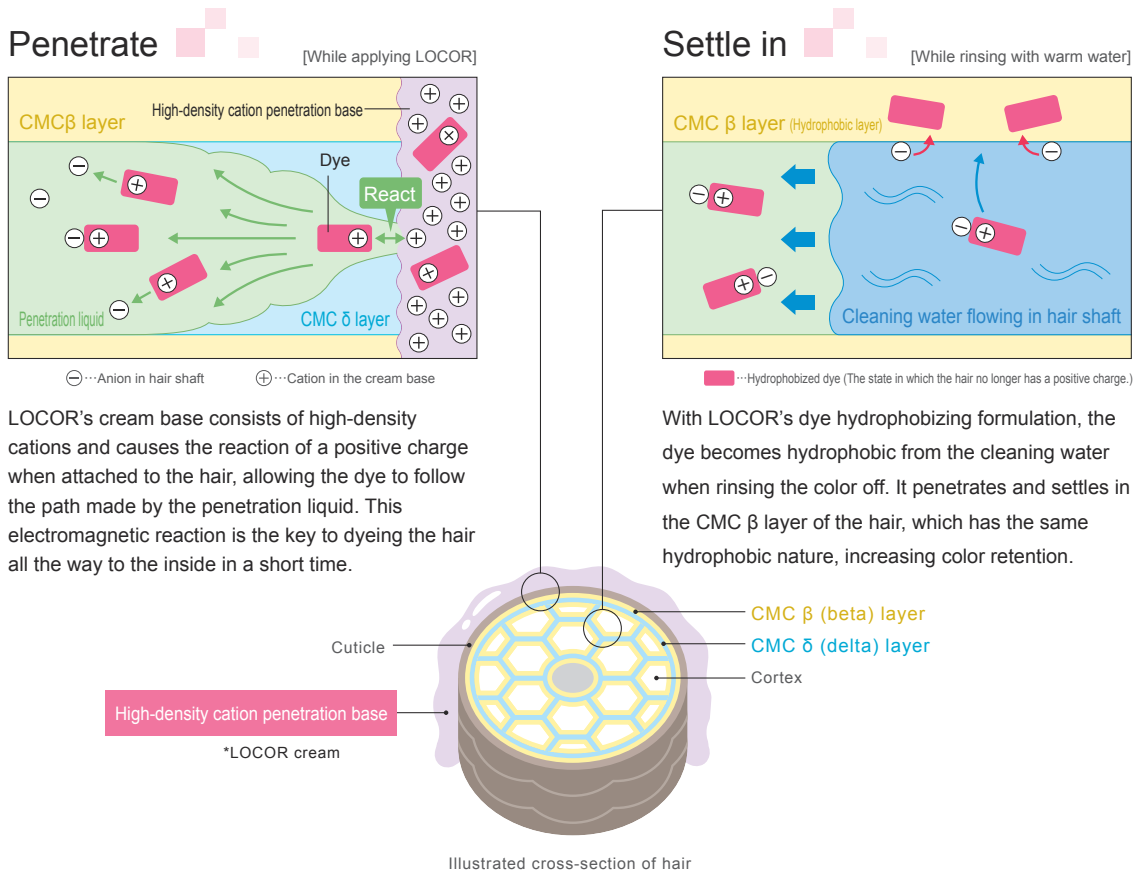 Penetrate
[While applying LOCOR]
High-density cation penetration base
CMCβ layer
Dye
React
Penetration liquid
CMC δ layer
⊖···Anion in hair shaft
⊕···Cation in the cream base
LOCOR's cream base consists of high-density
cations and causes the reaction of a positive charge
when attached to the hair, allowing the dye to follow
the path made by the penetration liquid. This
electromagnetic reaction is the key to dyeing the hair
all the way to the inside in a short time.
Settle in
[While rinsing with warm water]
CMC β layer (Hydrophobic layer)
Cleaning water flowing in hair shaft
···Hydrophobized dye (The state in which the hair no longer has a positive charge.)
With LOCOR's dye hydrophobizing formulation, the
dye becomes hydrophobic from the cleaning water
when rinsing the color off. It penetrates and settles in
the CMC β layer of the hair, which has the same
hydrophobic nature, increasing color retention.
CMC β (beta) layer
CMC δ (delta) layer
Cortex
Cuticle
High-density cation penetration base
*LOCOR cream
Illustrated cross-section of hair